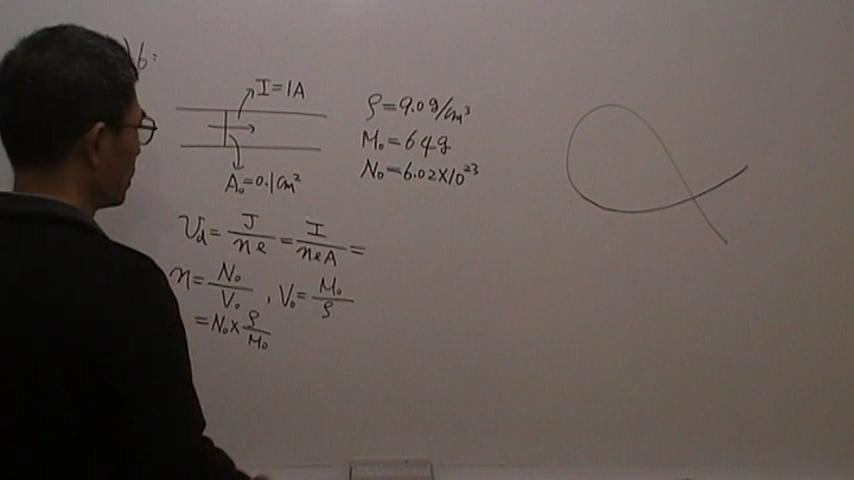 I=1A
A₀=0.1cm²
ρ=9.0g/cm³
M₀=64g
N₀=6.02×10²³
v_d= J/ne = I/neA =
n= N₀/V₀ , V₀= M₀/ρ
=N₀× ρ/M₀